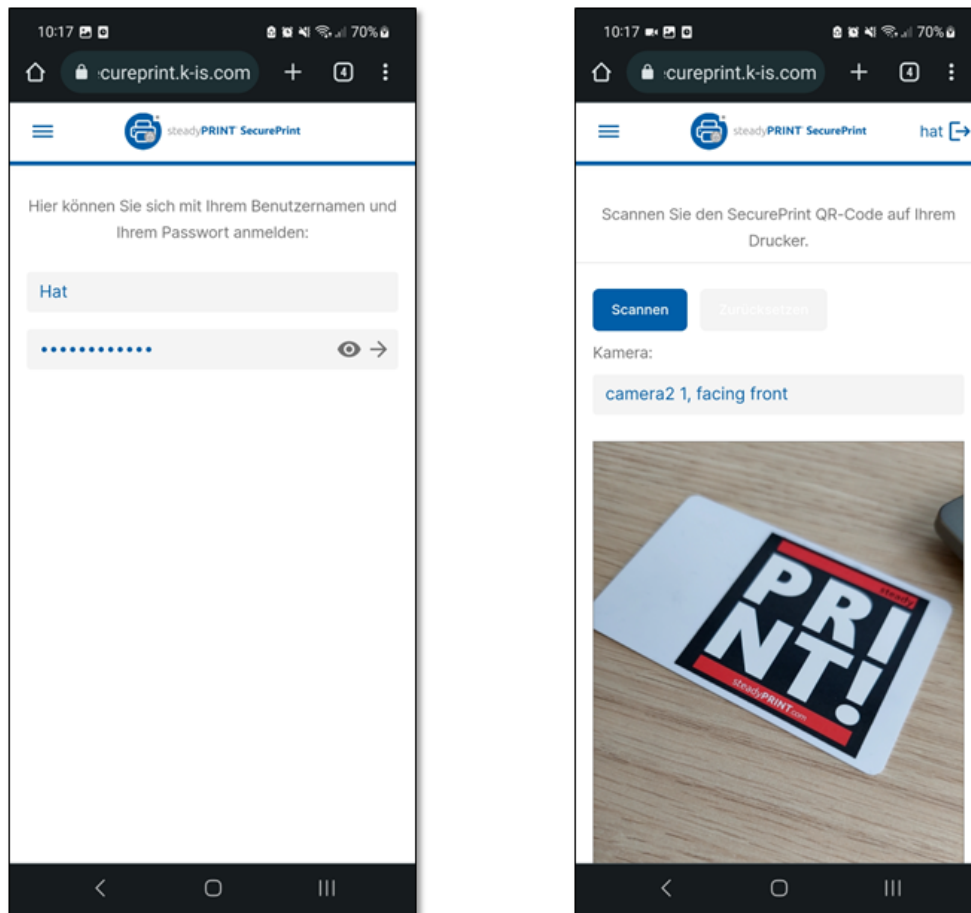 10:17
70%
:cureprint.k-is.com
4
steadyPRINT SecurePrint
Hier können Sie sich mit Ihrem Benutzernamen und
Ihrem Passwort anmelden:
Hat
10:17
70%
:cureprint.k-is.com
4
steadyPRINT SecurePrint
hat
Scannen Sie den SecurePrint QR-Code auf Ihrem
Drucker.
Scannen
Zurücksetzen
Kamera:
camera2 1, facing front
steady
PRI
NT!
steadyPRINT.com